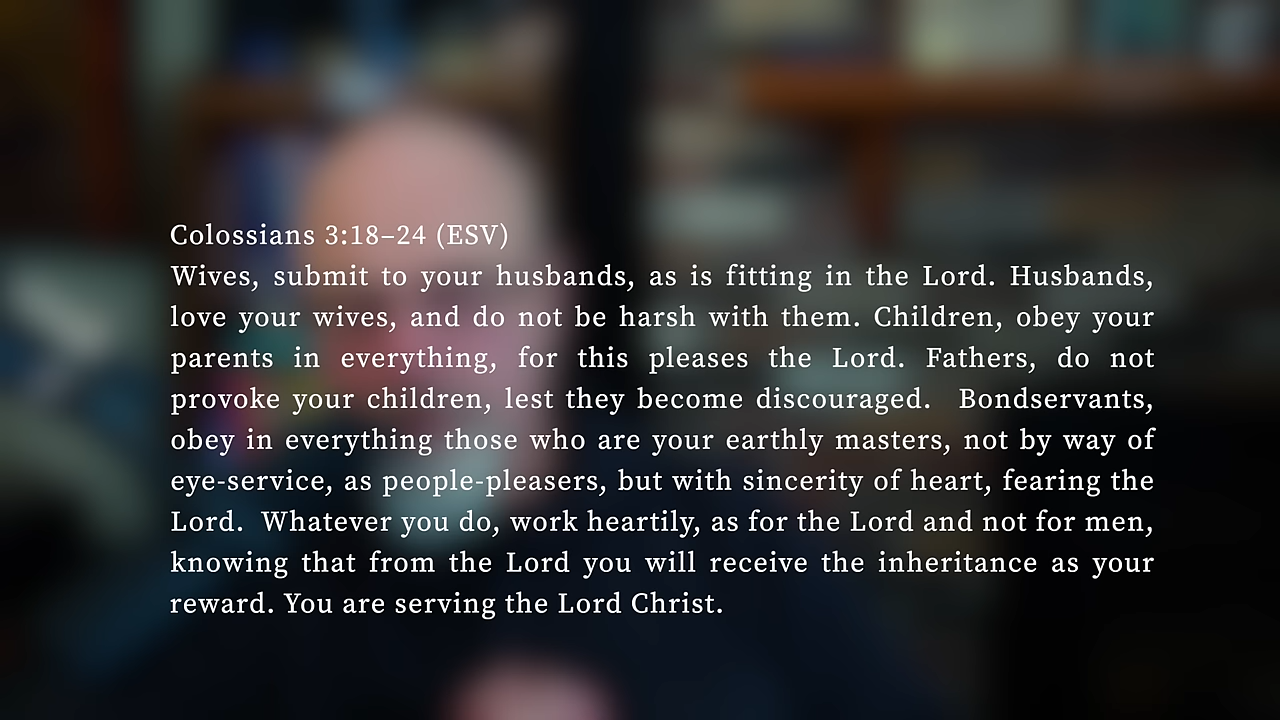 Colossians 3:18–24 (ESV)
Wives, submit to your husbands, as is fitting in the Lord. Husbands,
love your wives, and do not be harsh with them. Children, obey your
parents in everything, for this pleases the Lord. Fathers, do not
provoke your children, lest they become discouraged.  Bondservants,
obey in everything those who are your earthly masters, not by way of
eye-service, as people-pleasers, but with sincerity of heart, fearing the
Lord.  Whatever you do, work heartily, as for the Lord and not for men,
knowing that from the Lord you will receive the inheritance as your
reward. You are serving the Lord Christ.